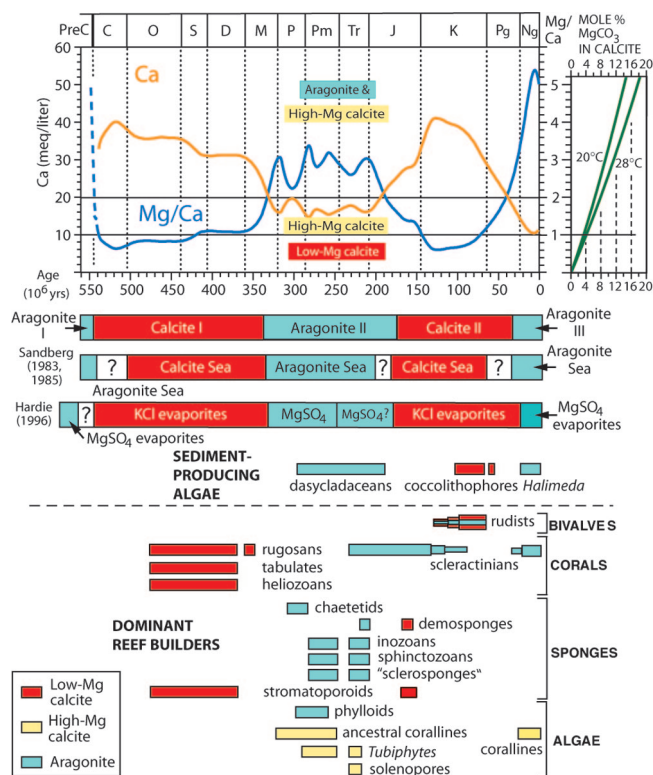 PreC C O S D M P Pm Tr J K Pg Ng Mg/Ca
MOLE % MgCO3 IN CALCITE
60 50 40 30 20 10 0
Ca (meq/liter)
Ca
Aragonite &
High-Mg calcite
Mg/Ca
High-Mg calcite
Low-Mg calcite
5 4 3 2 1 0
0 4 8 12 16 20
20°C
28°C
0 4 8 12 16 20
Age (10⁶ yrs)
550 500 450 400 350 300 250 200 150 100 50 0
Aragonite I
Calcite I
Aragonite II
Calcite II
Aragonite III
Sandberg (1983, 1985)
?
Calcite Sea
Aragonite Sea
?
Calcite Sea
?
Aragonite Sea
Aragonite Sea
Hardie (1996)
?
KCl evaporites
MgSO4
MgSO4?
KCl evaporites
MgSO4 evaporites
MgSO4 evaporites
SEDIMENT-
PRODUCING
ALGAE
dasycladaceans
coccolithophores
Halimeda
rudists
BIVALVES
rugosans
tabulates
heliozoans
scleractinians
CORALS
DOMINANT
REEF BUILDERS
chaetetids
demosponges
inozoans
sphinctozoans
"sclerosponges"
stromatoporoids
SPONGES
phylloids
ancestral corallines
Tubiphytes
solenopores
corallines
ALGAE
Low-Mg
calcite
High-Mg
calcite
Aragonite